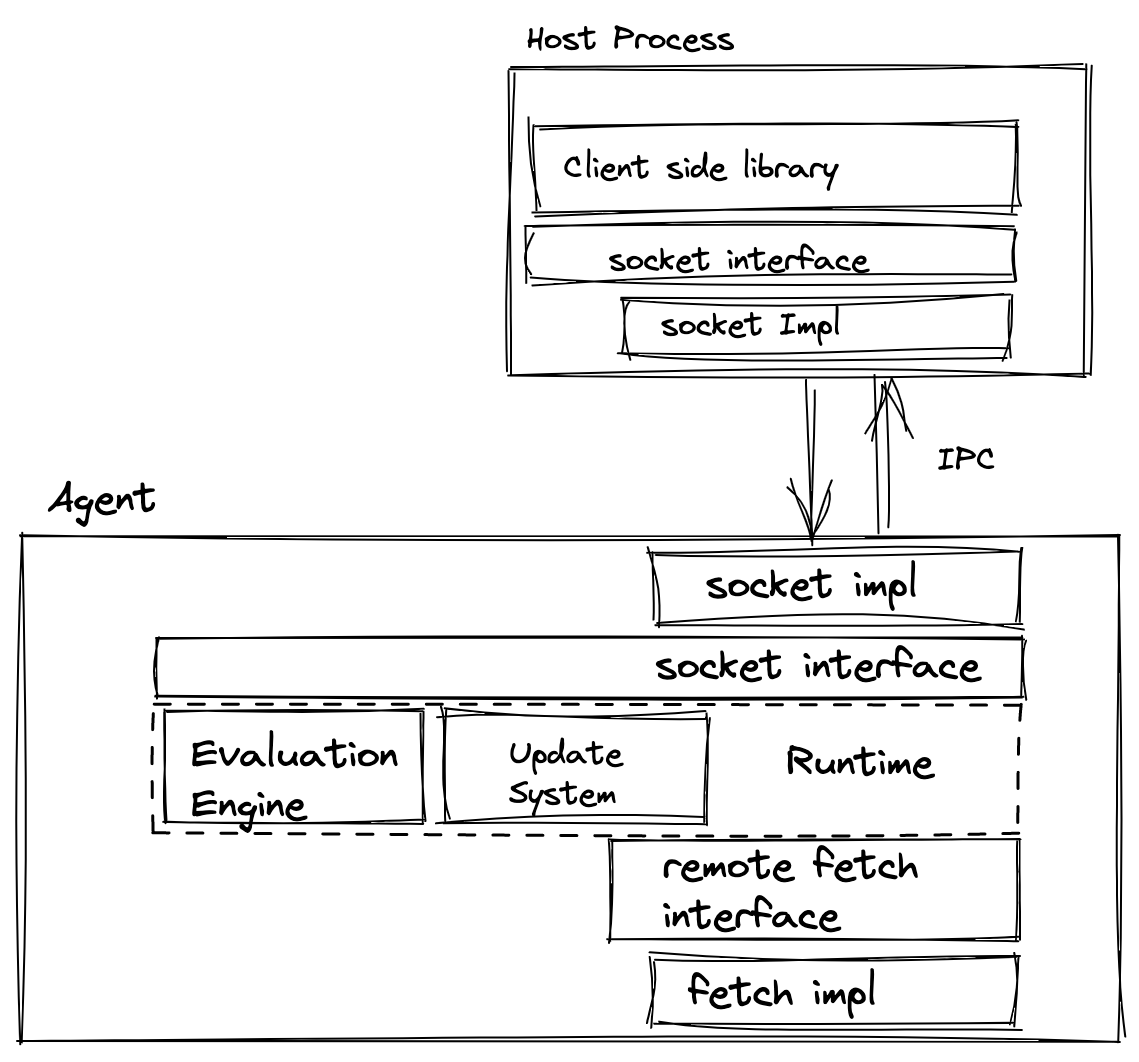 Host Process
Client side library
socket interface
socket Impl
IPC
Agent
socket impl
socket interface
Evaluation
Engine
Update
System
Runtime
remote fetch
interface
fetch impl